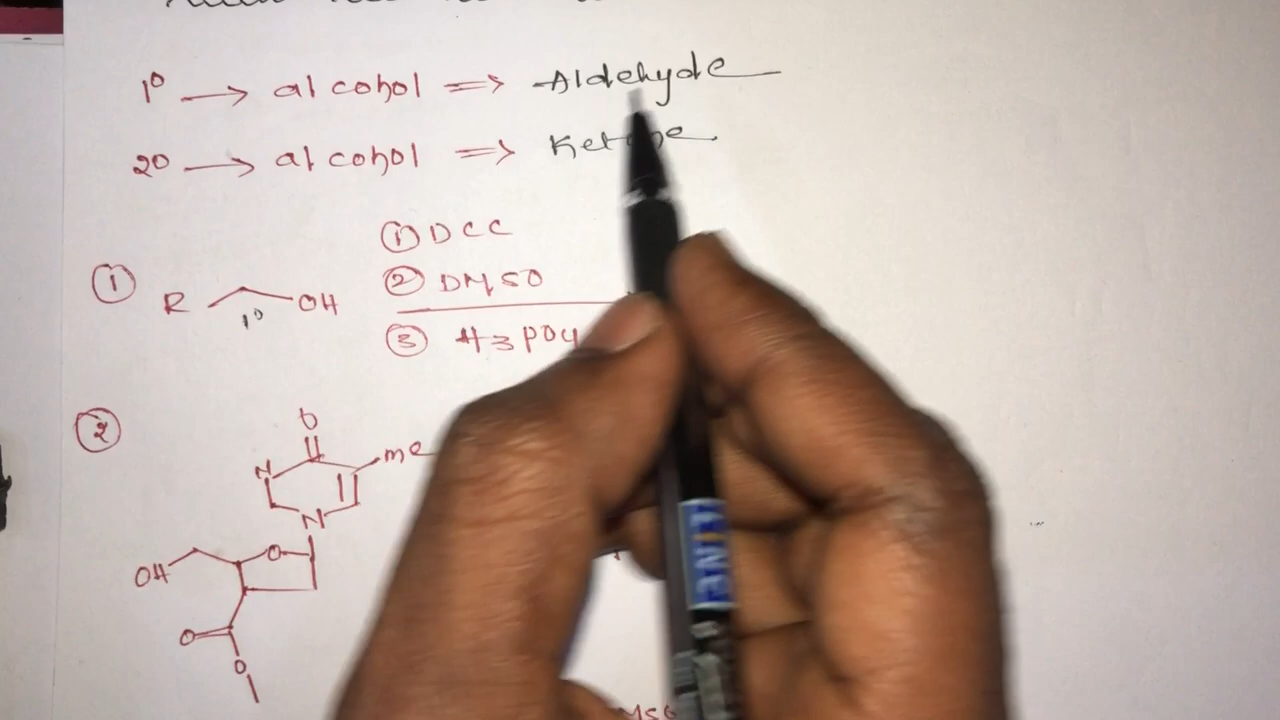 1° → alcohol ⇒ Aldehyde
2° → alcohol ⇒ Ketone
① R OH 1°
① DCC
② DMSO
③ H3PO4
②
O
N me
N
OH O
O
O